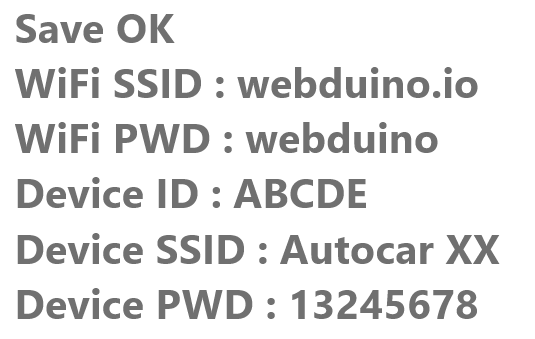 Save OK
WiFi SSID : webduino.io
WiFi PWD : webduino
Device ID : ABCDE
Device SSID : Autocar XX
Device PWD : 13245678